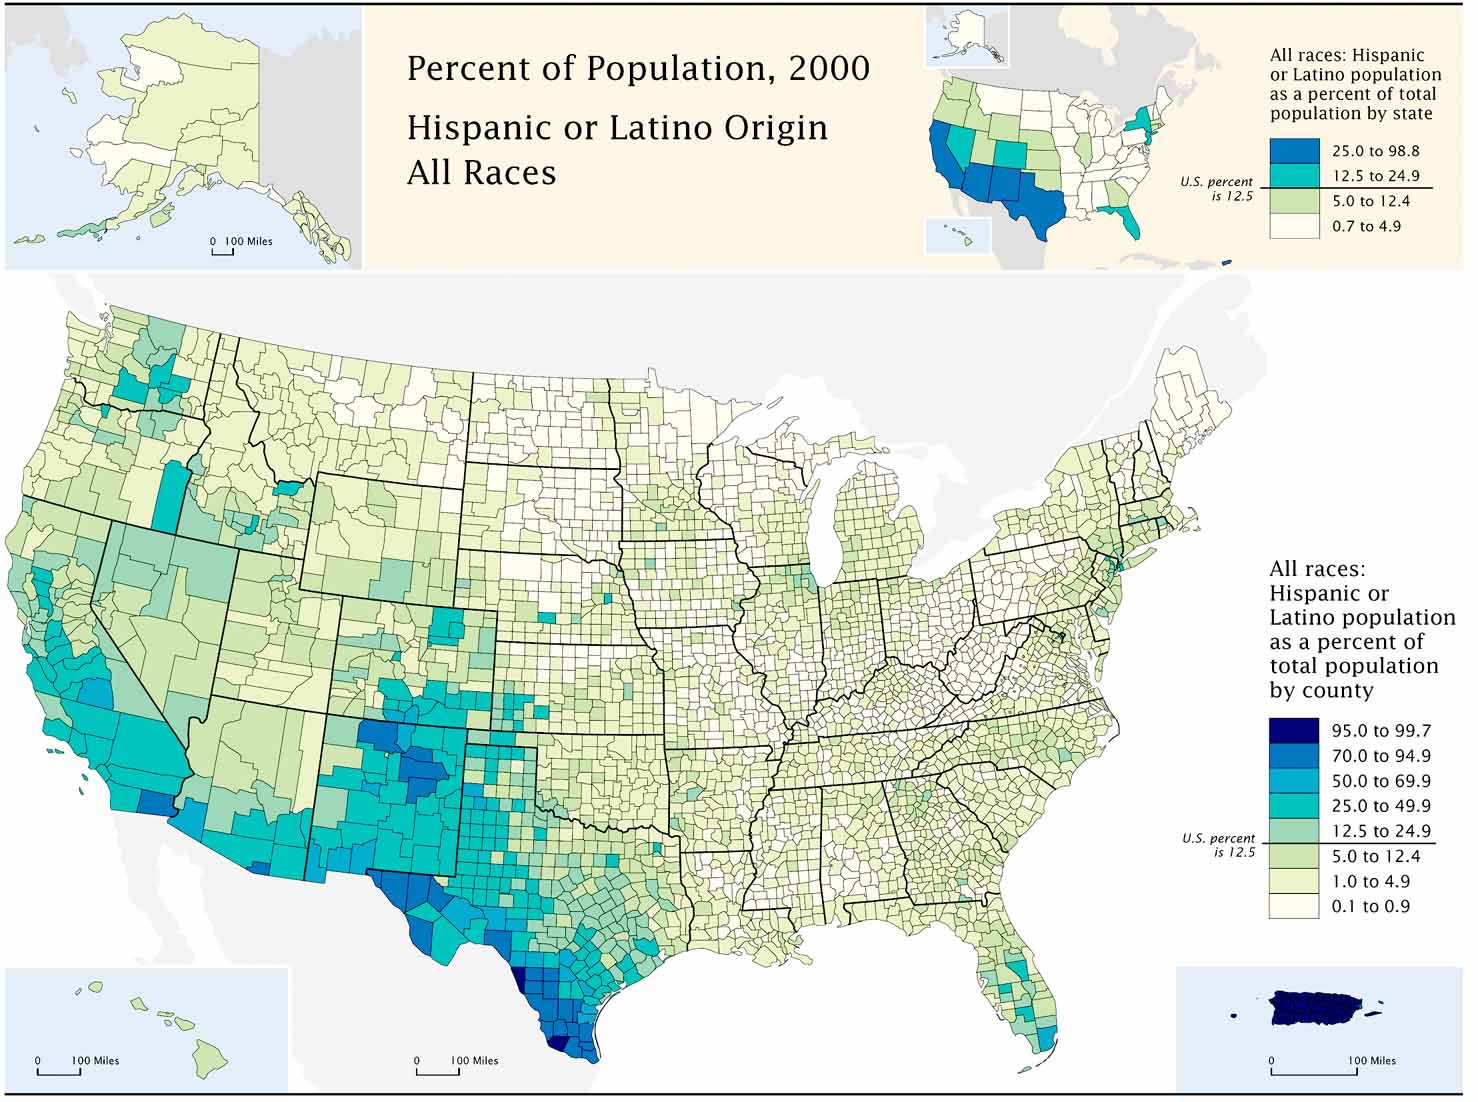 Percent of Population, 2000
Hispanic or Latino Origin
All Races
0 100 Miles
All races: Hispanic
or Latino population
as a percent of total
population by state
25.0 to 98.8
12.5 to 24.9
U.S. percent
is 12.5
5.0 to 12.4
0.7 to 4.9
All races:
Hispanic or
Latino population
as a percent of
total population
by county
95.0 to 99.7
70.0 to 94.9
50.0 to 69.9
25.0 to 49.9
12.5 to 24.9
U.S. percent
is 12.5
5.0 to 12.4
1.0 to 4.9
0.1 to 0.9
0 100 Miles
0 100 Miles
0 100 Miles